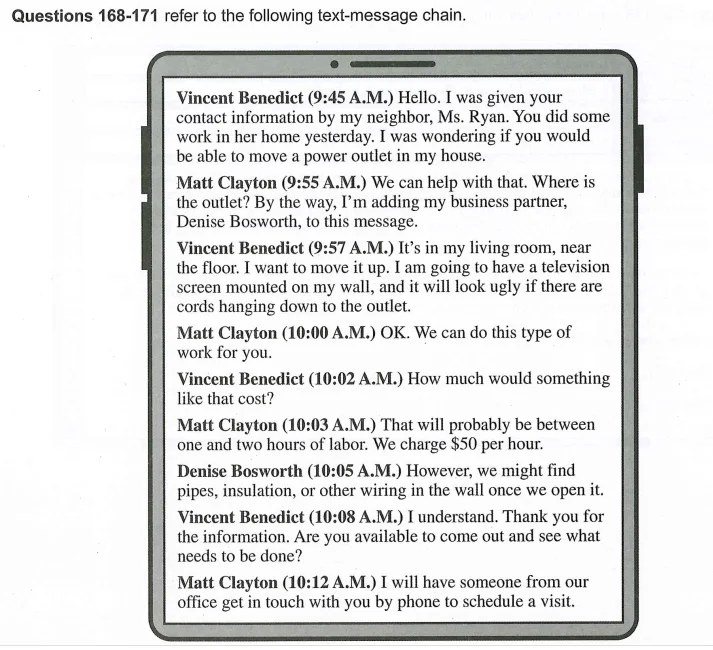 Questions 168-171 refer to the following text-message chain.
Vincent Benedict (9:45 A.M.) Hello. I was given your
contact information by my neighbor, Ms. Ryan. You did some
work in her home yesterday. I was wondering if you would
be able to move a power outlet in my house.
Matt Clayton (9:55 A.M.) We can help with that. Where is
the outlet? By the way, I'm adding my business partner,
Denise Bosworth, to this message.
Vincent Benedict (9:57 A.M.) It's in my living room, near
the floor. I want to move it up. I am going to have a television
screen mounted on my wall, and it will look ugly if there are
cords hanging down to the outlet.
Matt Clayton (10:00 A.M.) OK. We can do this type of
work for you.
Vincent Benedict (10:02 A.M.) How much would something
like that cost?
Matt Clayton (10:03 A.M.) That will probably be between
one and two hours of labor. We charge $50 per hour.
Denise Bosworth (10:05 A.M.) However, we might find
pipes, insulation, or other wiring in the wall once we open it.
Vincent Benedict (10:08 A.M.) I understand. Thank you for
the information. Are you available to come out and see what
needs to be done?
Matt Clayton (10:12 A.M.) I will have someone from our
office get in touch with you by phone to schedule a visit.